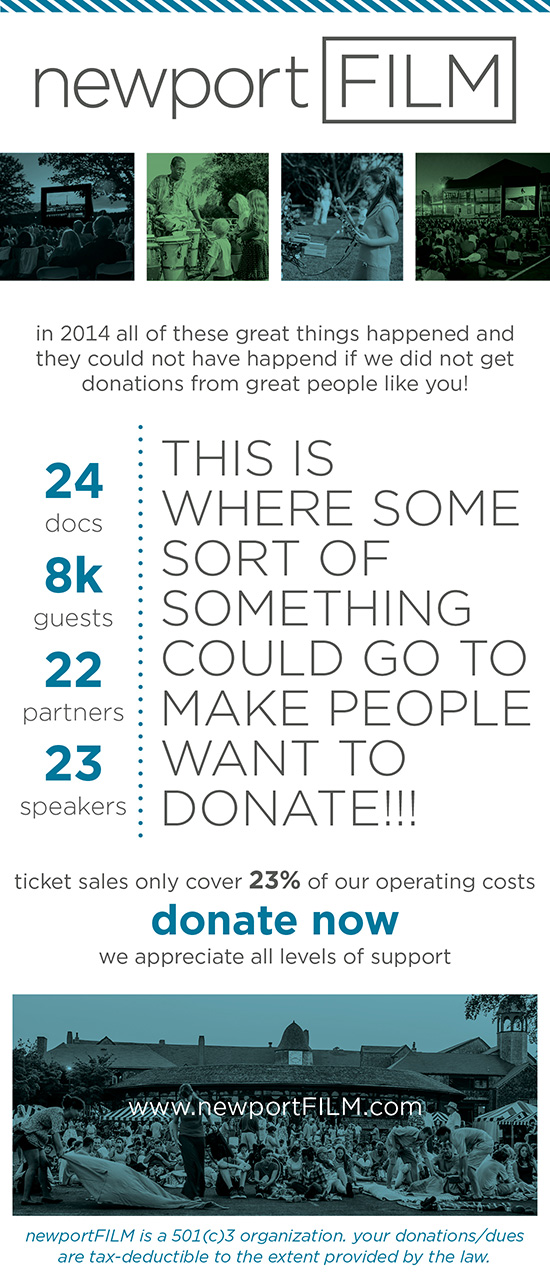 newport FILM
in 2014 all of these great things happened and
they could not have happend if we did not get
donations from great people like you!
24
docs
8k
guests
22
partners
23
speakers
THIS IS
WHERE SOME
SORT OF
SOMETHING
COULD GO TO
MAKE PEOPLE
WANT TO
DONATE!!!
ticket sales only cover 23% of our operating costs
donate now
we appreciate all levels of support
www.newportFILM.com
newportFILM is a 501(c)3 organization. your donations/dues
are tax-deductible to the extent provided by the law.